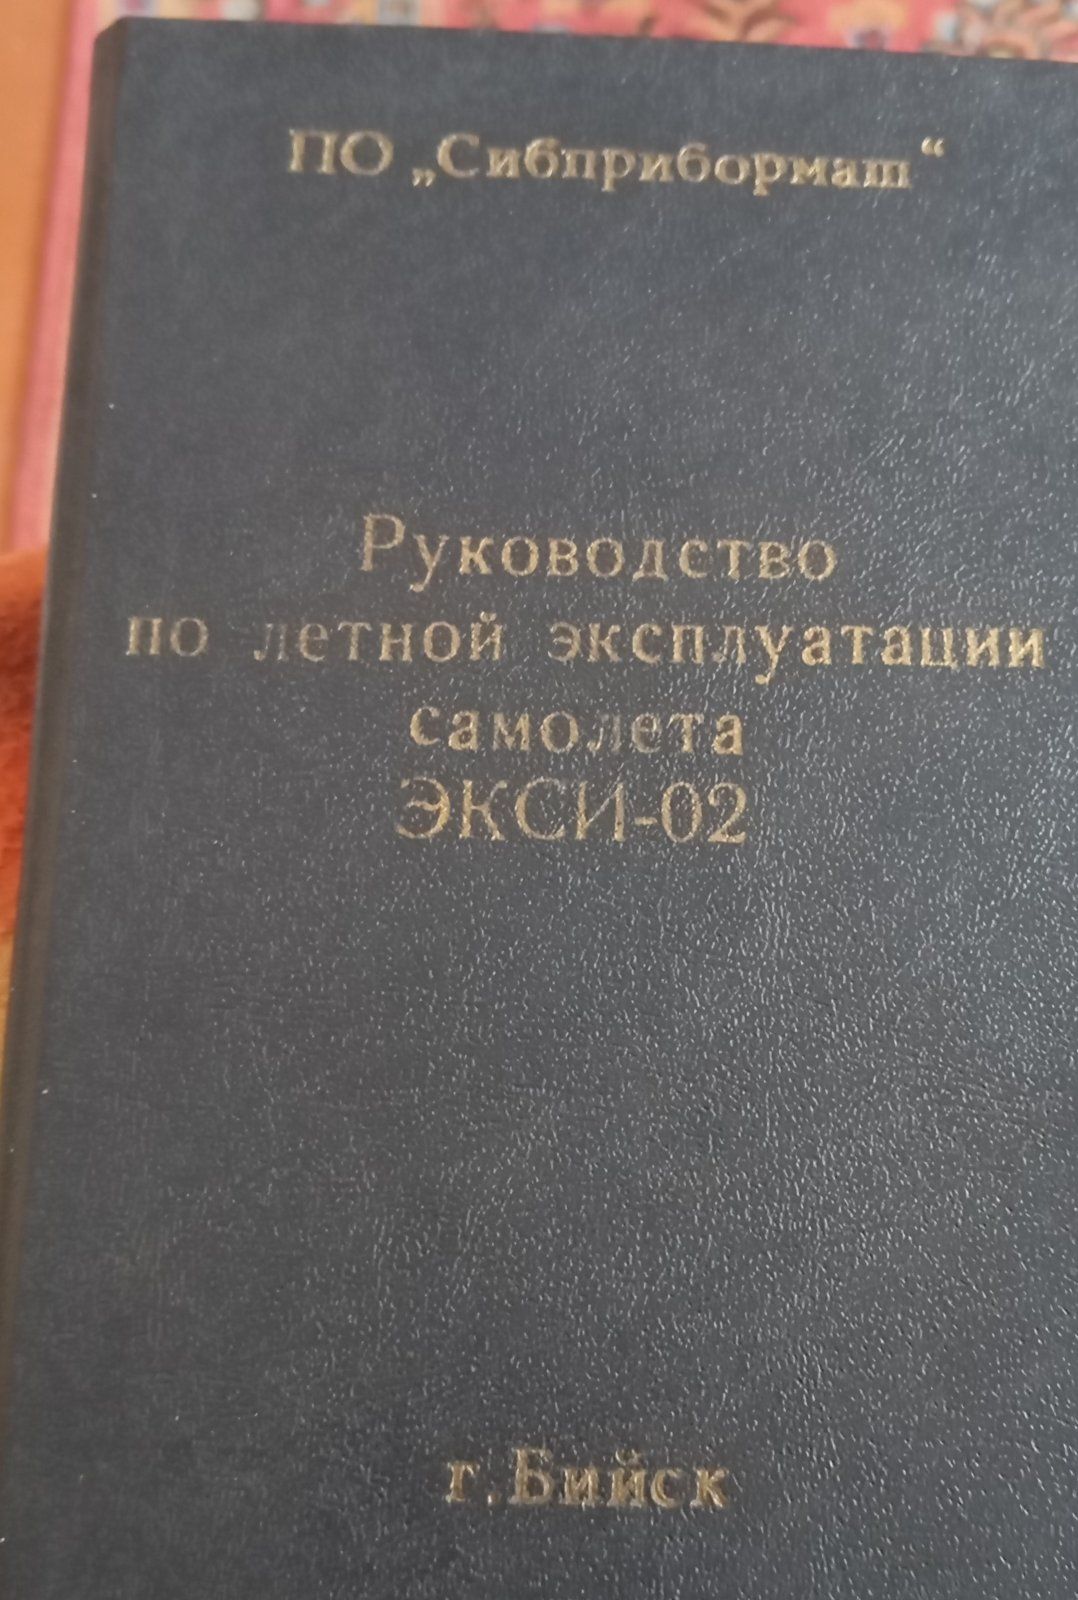 ПО „Сибприбормаш“
Руководство
по летной эксплуатации
самолета
ЭКСИ-02
г.Бийск